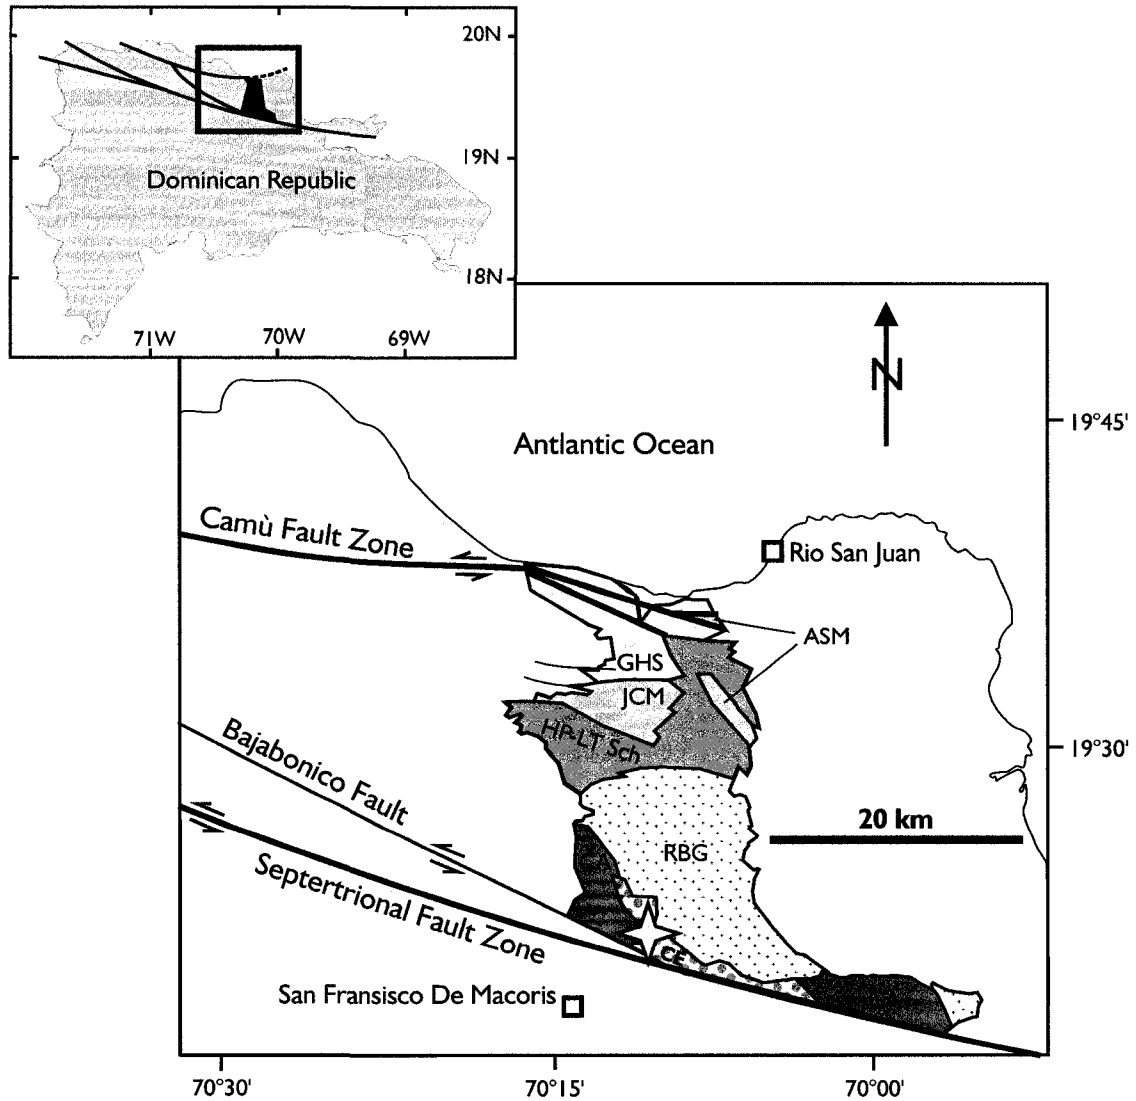 20N
19N
Dominican Republic
18N
71W
70W
69W
N
19°45'
Antlantic Ocean
Camù Fault Zone
Rio San Juan
ASM
GHS
JCM
HP-LT Sch
19°30'
Bajabonico Fault
20 km
RBG
Septertrional Fault Zone
CE
San Fransisco De Macoris
70°30'
70°15'
70°00'